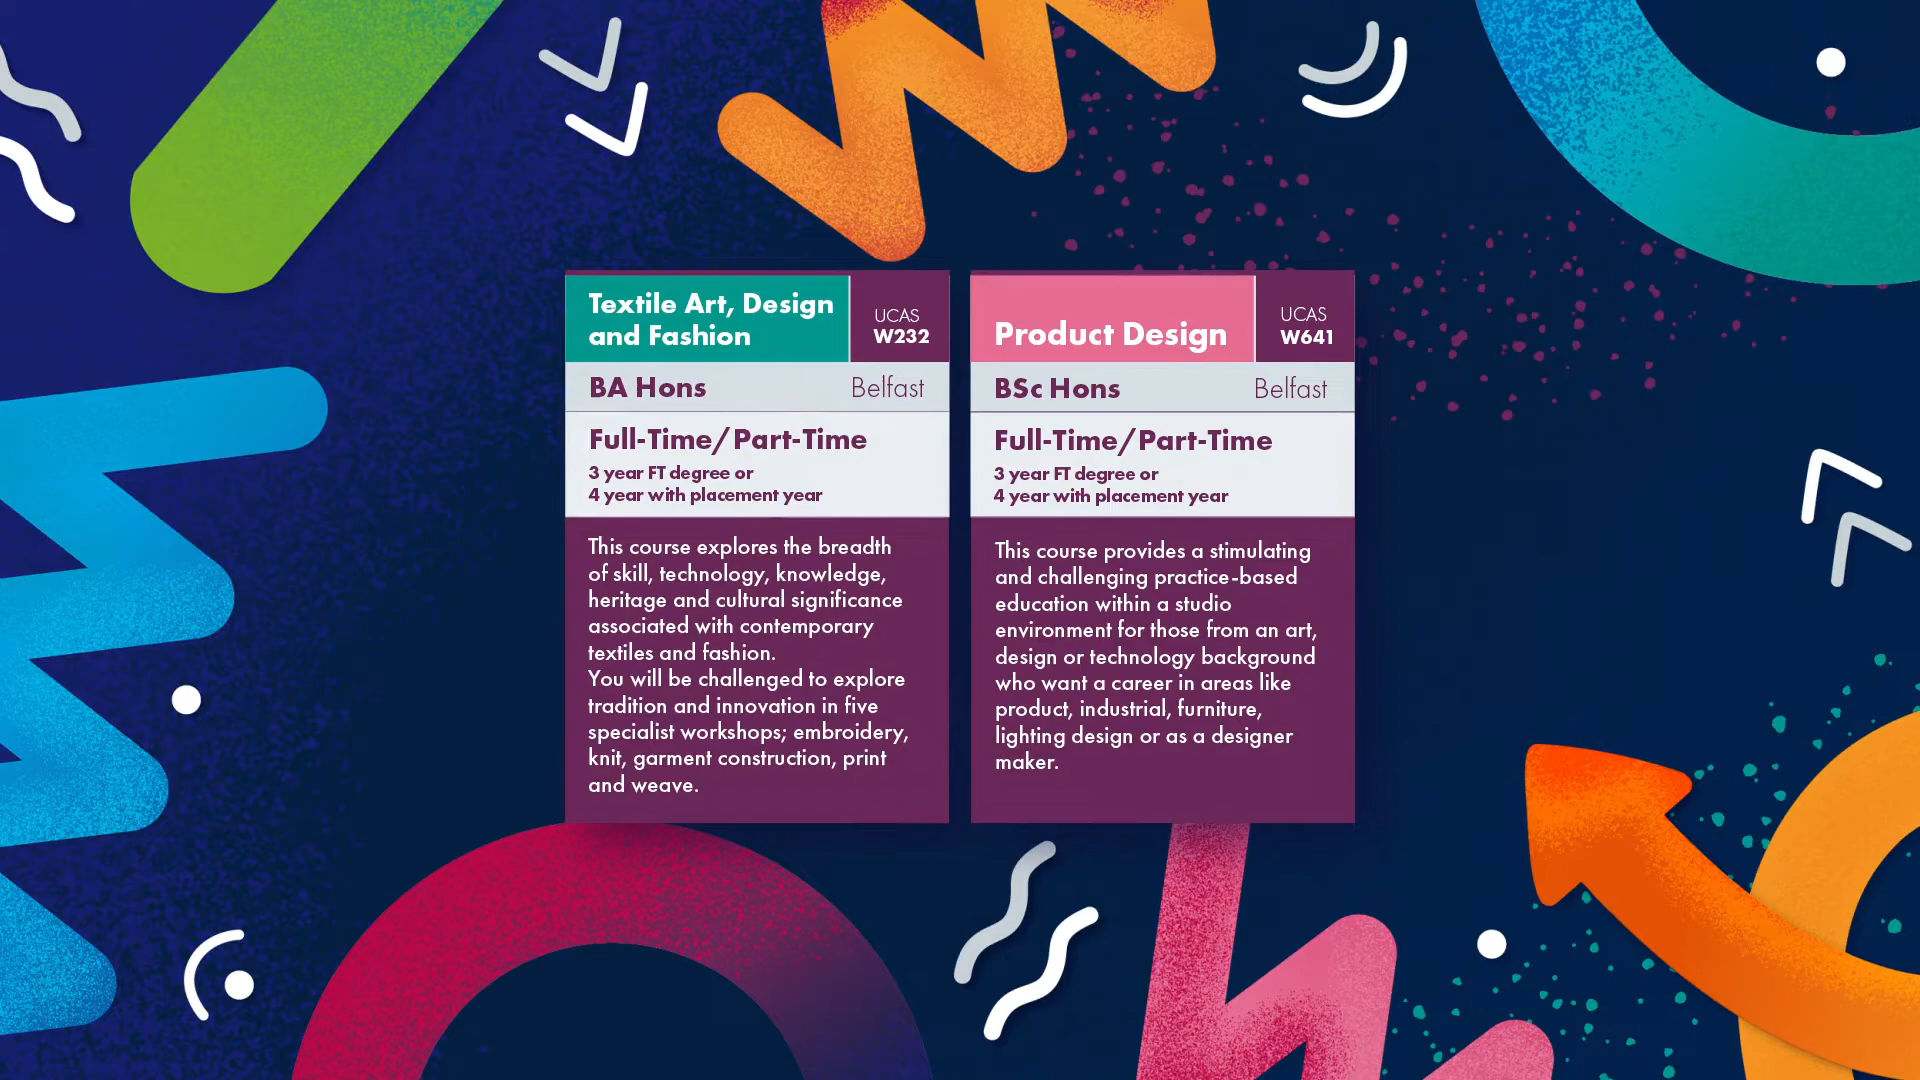 Textile Art, Design
and Fashion
UCAS
W232
BA Hons
Belfast
Full-Time/Part-Time
3 year FT degree or
4 year with placement year
This course explores the breadth
of skill, technology, knowledge,
heritage and cultural significance
associated with contemporary
textiles and fashion.
You will be challenged to explore
tradition and innovation in five
specialist workshops; embroidery,
knit, garment construction, print
and weave.
Product Design
UCAS
W641
BSc Hons
Belfast
Full-Time/Part-Time
3 year FT degree or
4 year with placement year
This course provides a stimulating
and challenging practice-based
education within a studio
environment for those from an art,
design or technology background
who want a career in areas like
product, industrial, furniture,
lighting design or as a designer
maker.